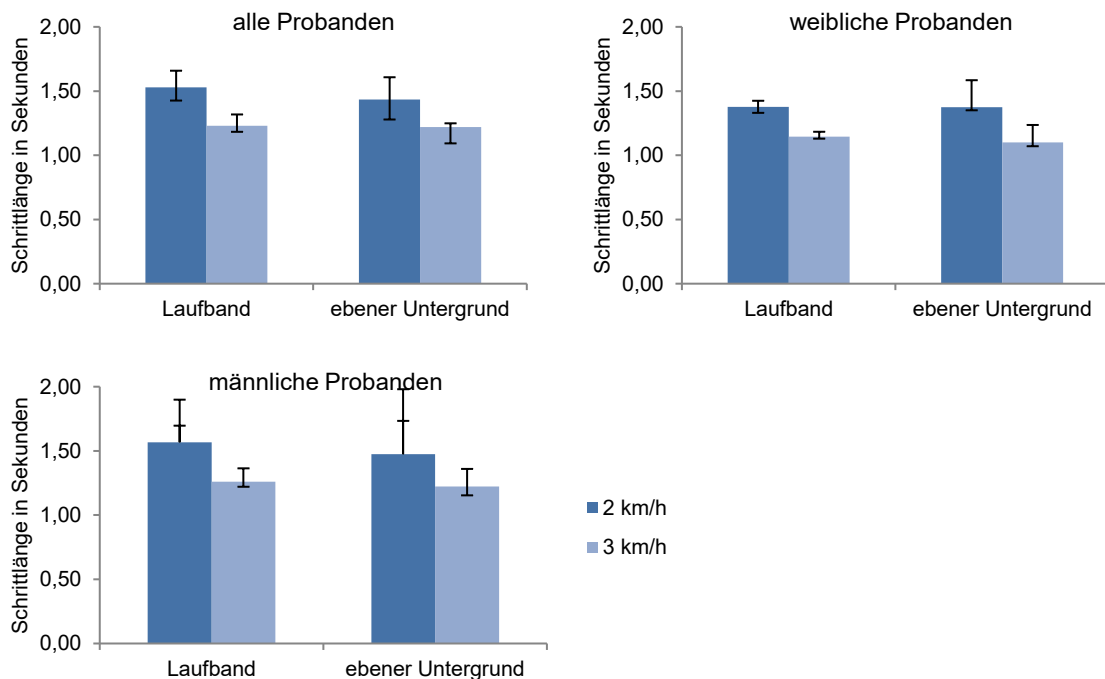 alle Probanden
Schrittlänge in Sekunden
2,00
1,50
1,00
0,50
0,00
Laufband ebener Untergrund
weibliche Probanden
Schrittlänge in Sekunden
2,00
1,50
1,00
0,50
0,00
Laufband ebener Untergrund
männliche Probanden
Schrittlänge in Sekunden
2,00
1,50
1,00
0,50
0,00
Laufband ebener Untergrund
2 km/h
3 km/h